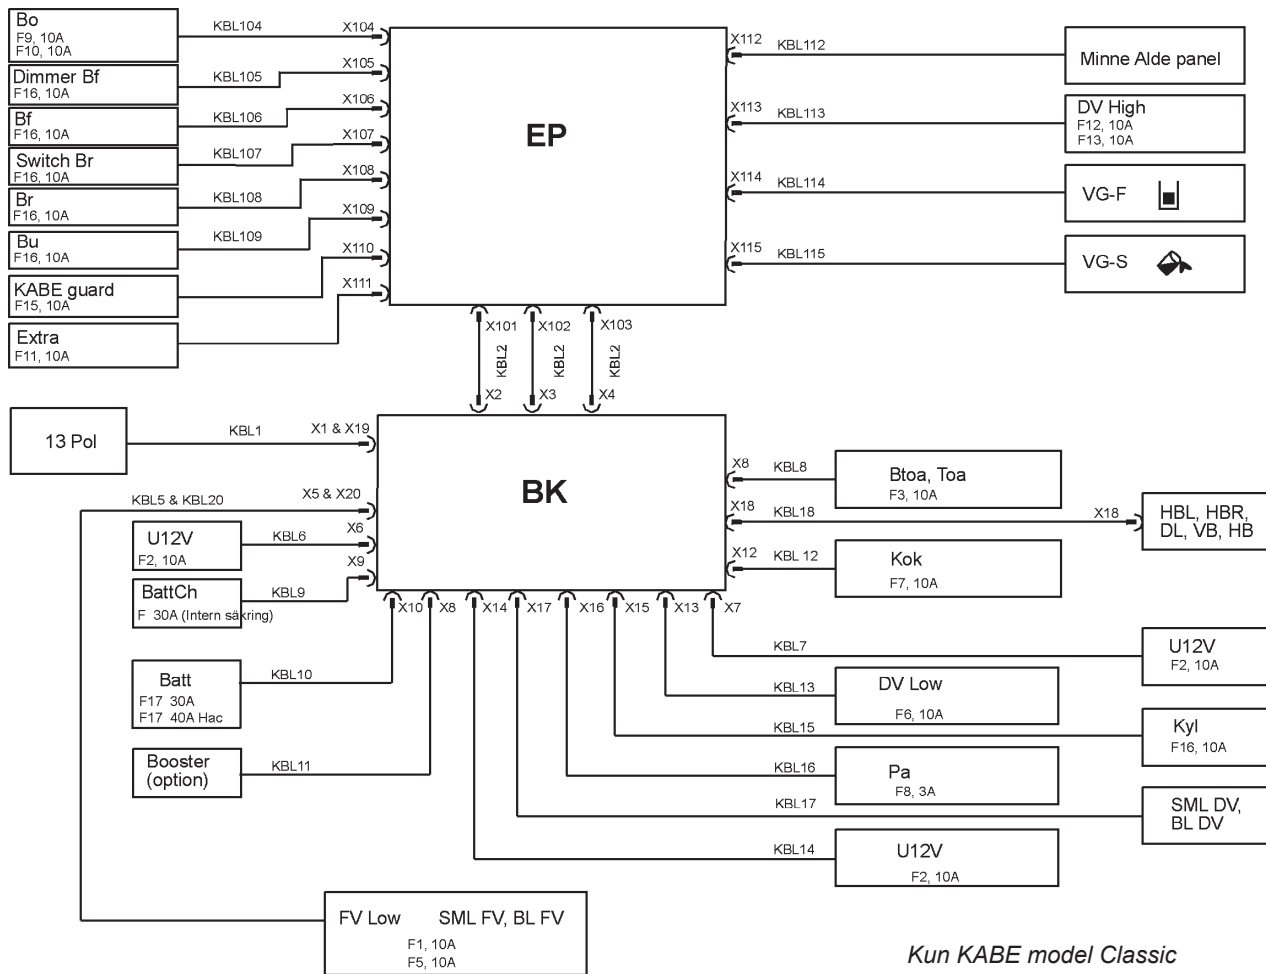 Bo
F9, 10A
F10, 10A
KBL104
X104
Dimmer Bf
F16, 10A
KBL105
X105
Bf
F16, 10A
KBL106
X106
Switch Br
F16, 10A
KBL107
X107
Br
F16, 10A
KBL108
X108
Bu
F16, 10A
KBL109
X109
KABE guard
F15, 10A
X110
Extra
F11, 10A
X111
EP
X112
KBL112
Minne Alde panel
X113
KBL113
DV High
F12, 10A
F13, 10A
X114
KBL114
VG-F
X115
KBL115
VG-S
X101
X102
X103
KBL2
KBL2
KBL2
X2
X3
X4
13 Pol
KBL1
X1 & X19
BK
KBL5 & KBL20
X5 & X20
U12V
F2, 10A
KBL6
X6
BattCh
F 30A (Intern säkring)
KBL9
X9
X8
KBL8
Btoa, Toa
F3, 10A
X18
KBL18
X18
HBL, HBR,
DL, VB, HB
X12
KBL 12
Kok
F7, 10A
X10
X8
X14
X17
X16
X15
X13
X7
Batt
F17 30A
F17 40A Hac
KBL10
Booster
(option)
KBL11
KBL7
U12V
F2, 10A
KBL13
DV Low
F6, 10A
KBL15
Kyl
F16, 10A
KBL16
Pa
F8, 3A
KBL17
SML DV,
BL DV
KBL14
U12V
F2, 10A
FV Low SML FV, BL FV
F1, 10A
F5, 10A
Kun KABE model Classic